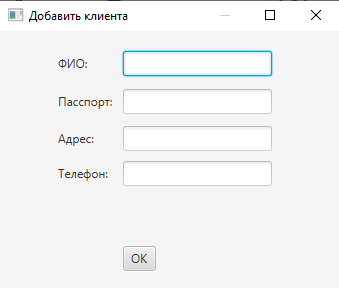 Добавить клиента
ФИО:
Паспорт:
Адрес:
Телефон:
OK